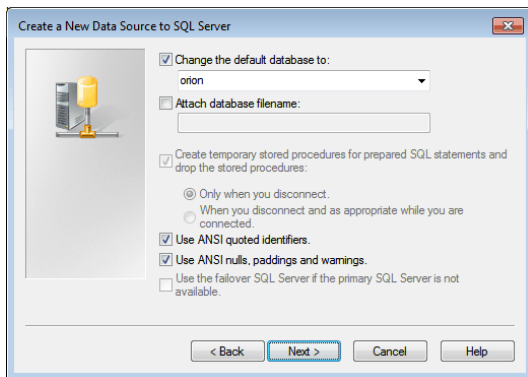 Create a New Data Source to SQL Server
Change the default database to:
orion
Attach database filename:
Create temporary stored procedures for prepared SQL statements and
drop the stored procedures:
Only when you disconnect.
When you disconnect and as appropriate while you are
connected.
Use ANSI quoted identifiers.
Use ANSI nulls, paddings and warnings.
Use the failover SQL Server if the primary SQL Server is not
available.
< Back
Next >
Cancel
Help